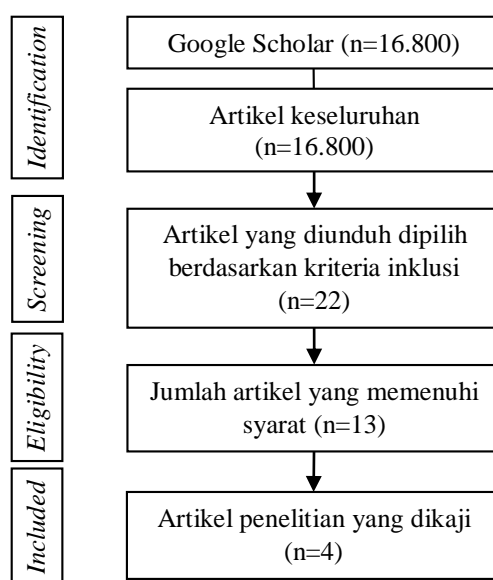 Identification
Google Scholar (n=16.800)
Artikel keseluruhan
(n=16.800)
Screening
Artikel yang diunduh dipilih
berdasarkan kriteria inklusi
(n=22)
Eligibility
Jumlah artikel yang memenuhi
syarat (n=13)
Included
Artikel penelitian yang dikaji
(n=4)